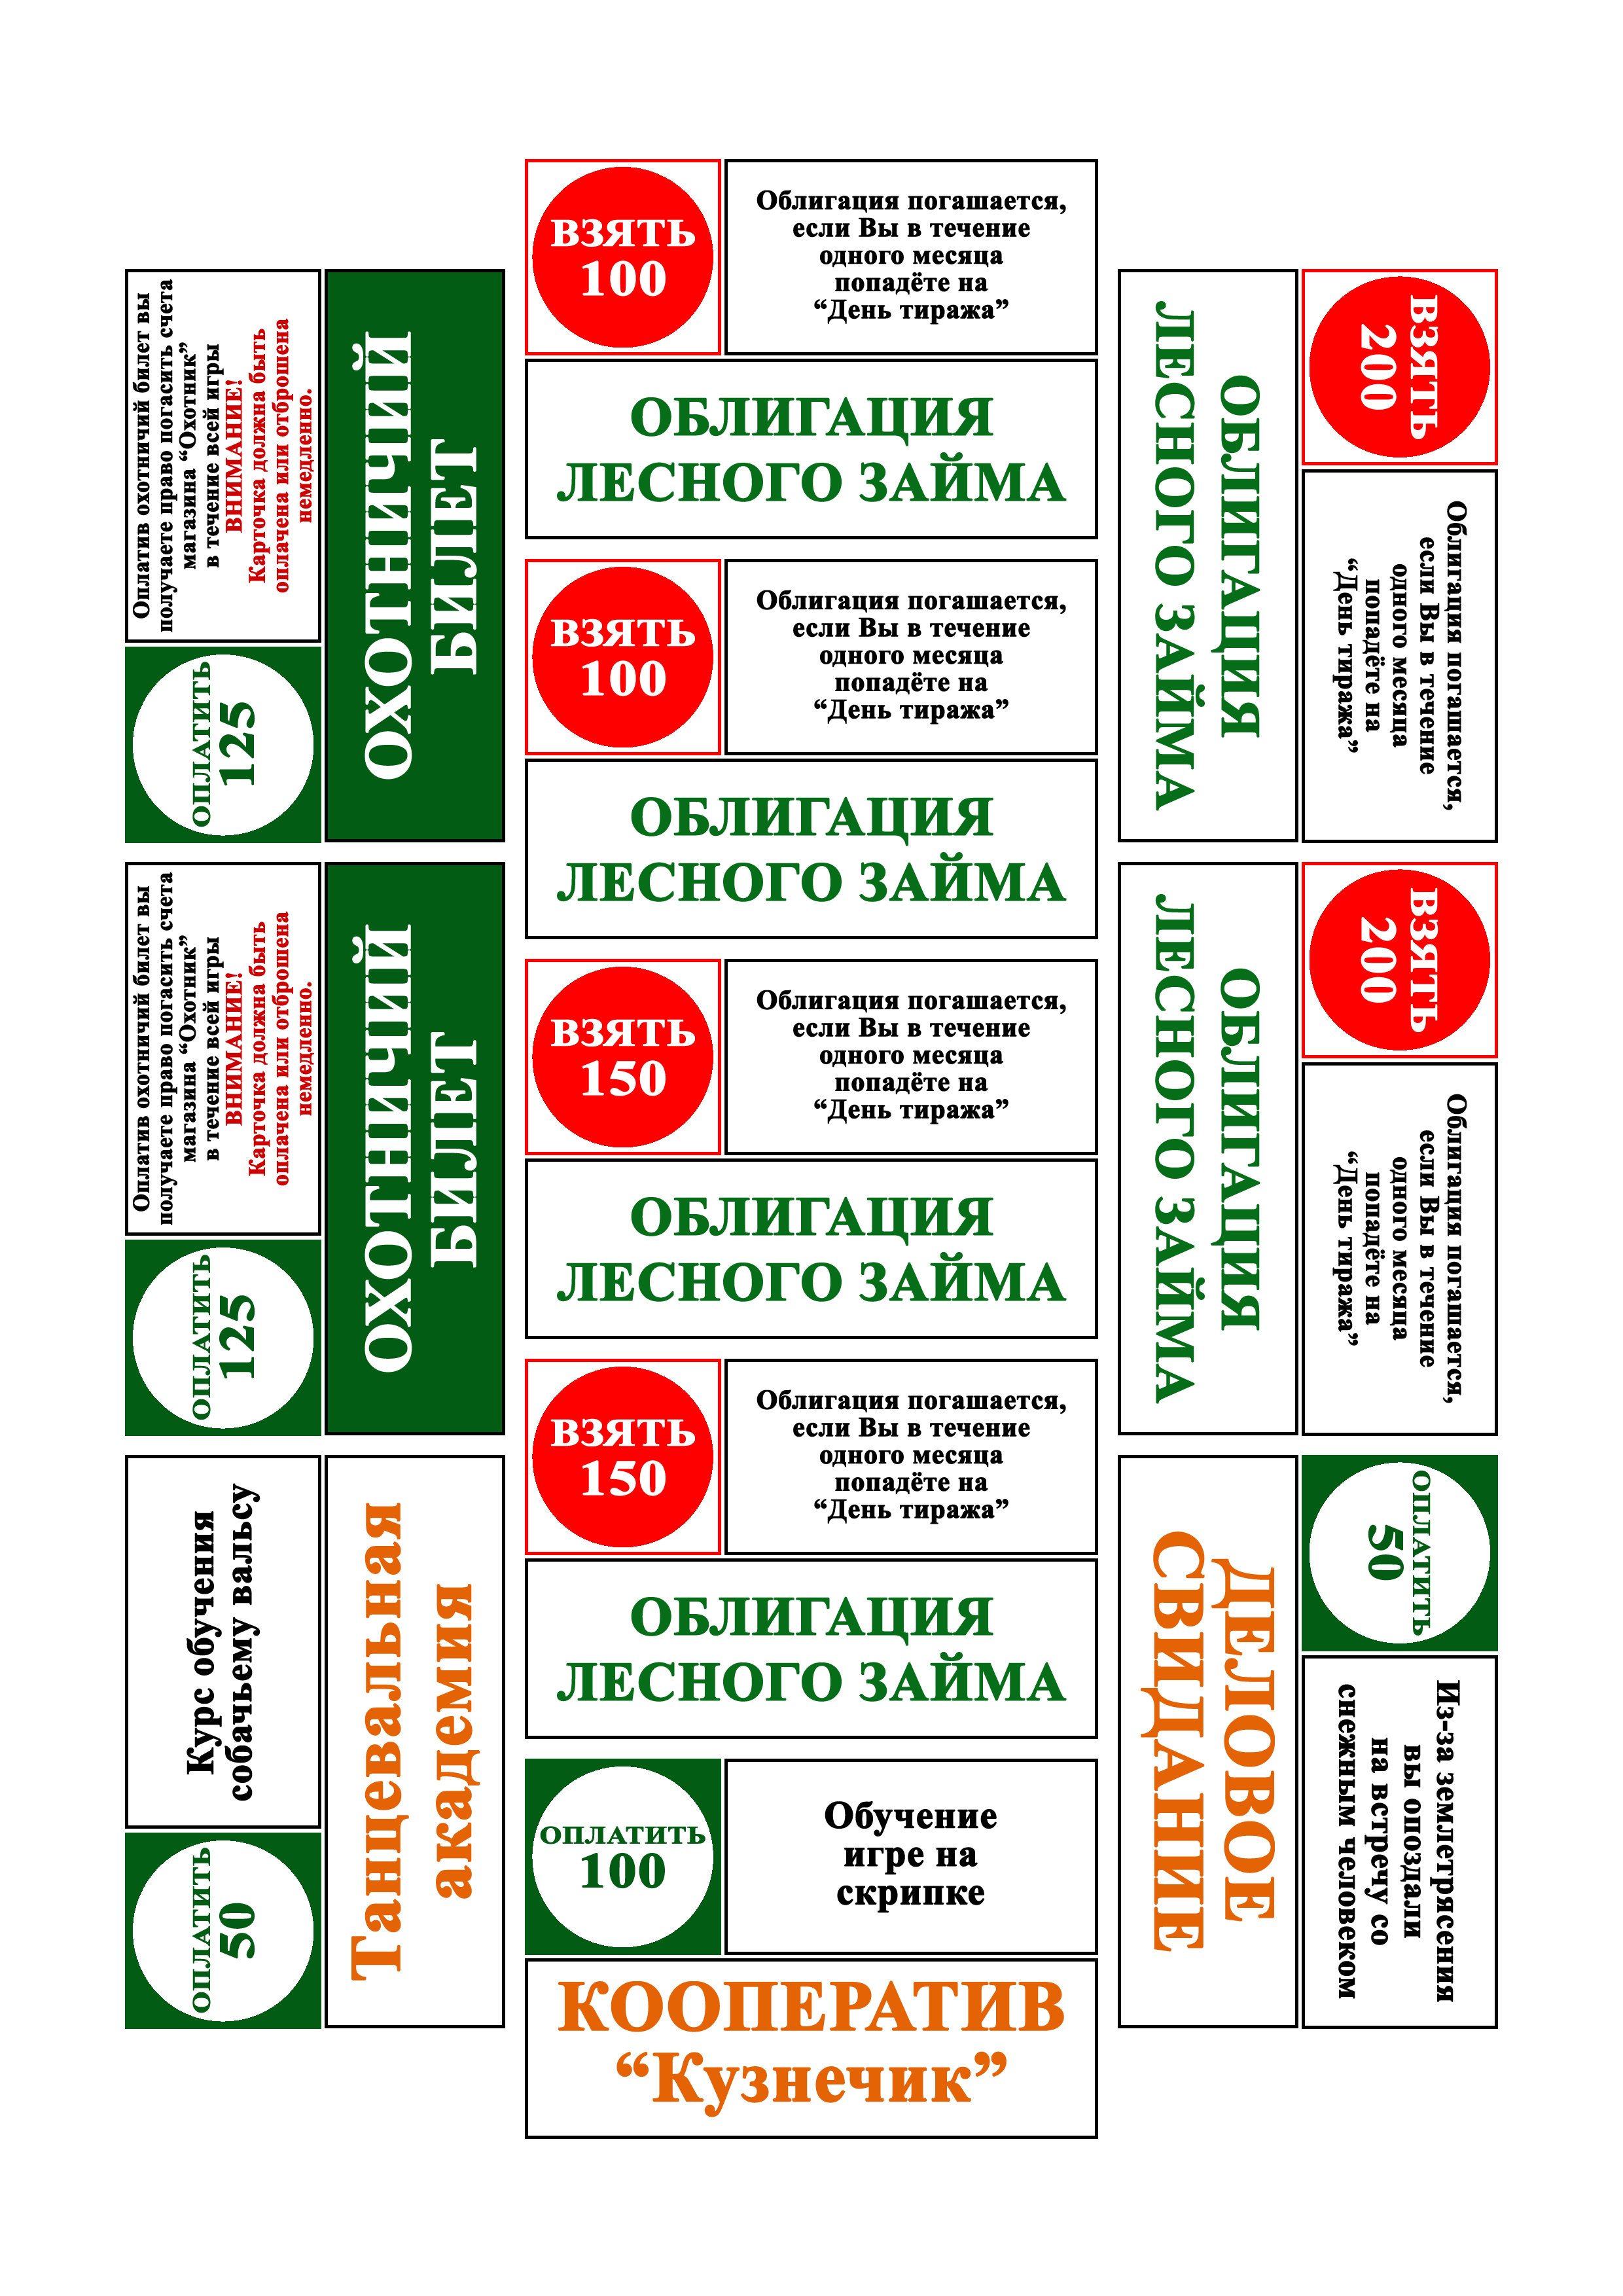 Оплатив охотничий билет вы
получаете право погасить счета
магазина “Охотник”
в течение всей игры
ВНИМАНИЕ!
Карточка должна быть
оплачена или отброшена
немедленно.
ОПЛАТИТЬ
125
ОХОТНИЧИЙ
БИЛЕТ
Оплатив охотничий билет вы
получаете право погасить счета
магазина “Охотник”
в течение всей игры
ВНИМАНИЕ!
Карточка должна быть
оплачена или отброшена
немедленно.
ОПЛАТИТЬ
125
ОХОТНИЧИЙ
БИЛЕТ
Курс обучения
собачьему вальсу
ОПЛАТИТЬ
50
Танцевальная
академия
ВЗЯТЬ
100
Облигация погашается,
если Вы в течение
одного месяца
попадёте на
“День тиража”
ОБЛИГАЦИЯ
ЛЕСНОГО ЗАЙМА
ВЗЯТЬ
100
Облигация погашается,
если Вы в течение
одного месяца
попадёте на
“День тиража”
ОБЛИГАЦИЯ
ЛЕСНОГО ЗАЙМА
ВЗЯТЬ
150
Облигация погашается,
если Вы в течение
одного месяца
попадёте на
“День тиража”
ОБЛИГАЦИЯ
ЛЕСНОГО ЗАЙМА
ВЗЯТЬ
150
Облигация погашается,
если Вы в течение
одного месяца
попадёте на
“День тиража”
ОБЛИГАЦИЯ
ЛЕСНОГО ЗАЙМА
ОПЛАТИТЬ
100
Обучение
игре на
скрипке
КООПЕРАТИВ
“Кузнечик”
ВЗЯТЬ
200
Облигация погашается,
если Вы в течение
одного месяца
попадёте на
“День тиража”
ОБЛИГАЦИЯ
ЛЕСНОГО ЗАЙМА
ВЗЯТЬ
200
Облигация погашается,
если Вы в течение
одного месяца
попадёте на
“День тиража”
ОБЛИГАЦИЯ
ЛЕСНОГО ЗАЙМА
ОПЛАТИТЬ
50
Из-за землетрясения
вы опоздали
на встречу со
снежным человеком
ДЕЛОВОЕ
СВИДАНИЕ